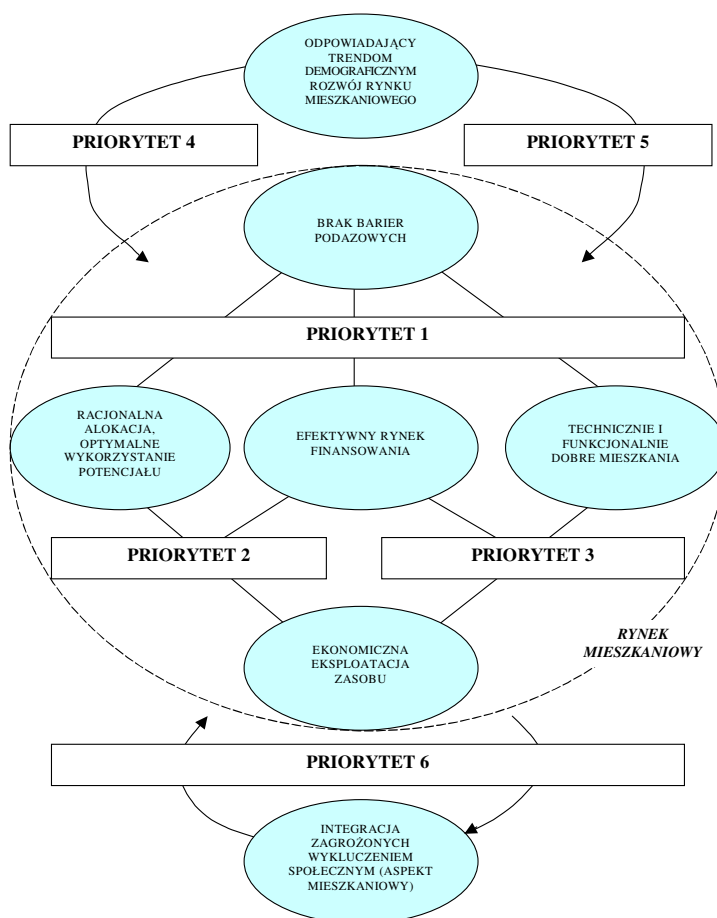 ODPOWIADAJĄCY
TRENDOM
DEMOGRAFICZNYM
ROZWÓJ RYNKU
MIESZKANIOWEGO
PRIORYTET 4
PRIORYTET 5
BRAK BARIER
PODAZOWYCH
PRIORYTET 1
RACJONALNA
ALOKACJA,
OPTYMALNE
WYKORZYSTANIE
POTENCJAŁU
EFEKTYWNY RYNEK
FINANSOWANIA
TECHNICZNIE I
FUNKCJONALNIE
DOBRE MIESZKANIA
PRIORYTET 2
PRIORYTET 3
EKONOMICZNA
EKSPLOATACJA
ZASOBU
RYNEK
MIESZKANIOWY
PRIORYTET 6
INTEGRACJA
ZAGROŻONYCH
WYKLUCZENIEM
SPOŁECZNYM (ASPEKT
MIESZKANIOWY)